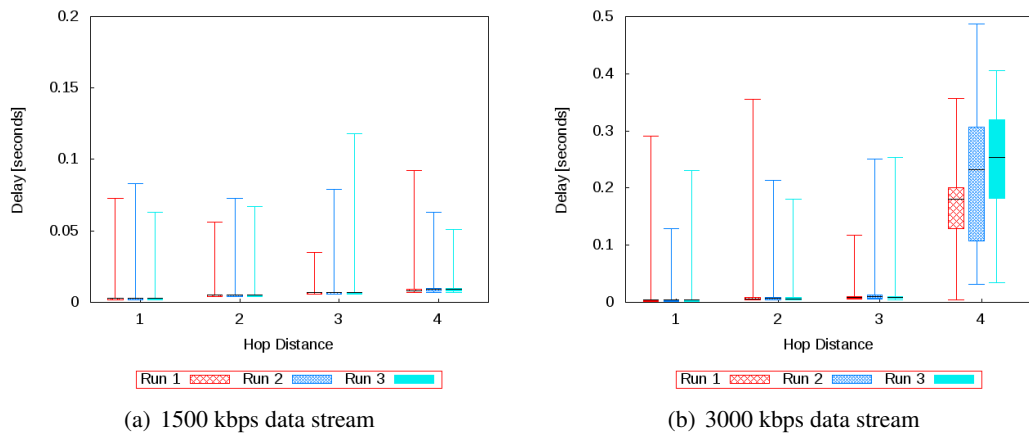 0.2
0.15
0.1
0.05
0
Delay [seconds]
1 2 3 4
Hop Distance
Run 1 Run 2 Run 3
(a) 1500 kbps data stream
0.5
0.4
0.3
0.2
0.1
0
Delay [seconds]
1 2 3 4
Hop Distance
Run 1 Run 2 Run 3
(b) 3000 kbps data stream